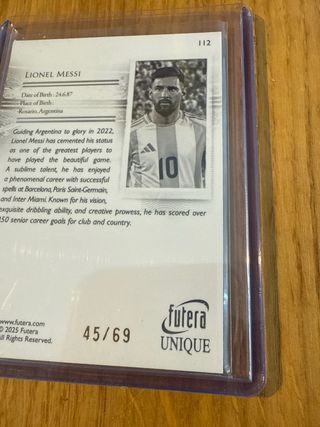 112
LIONEL MESSI
Date of Birth : 24.6.87
Place of Birth :
Rosario, Argentina
Guiding Argentina to glory in 2022,
Lionel Messi has cemented his status
as one of the greatest players to
have played the beautiful game.
A sublime talent, he has enjoyed
a phenomenal career with successful
spells at Barcelona, Paris Saint-Germain,
and Inter Miami. Known for his vision,
exquisite dribbling ability, and creative prowess, he has scored over
50 senior career goals for club and country.
10
www.futera.com
© 2025 Futera
All Rights Reserved.
45/69
futera
UNIQUE